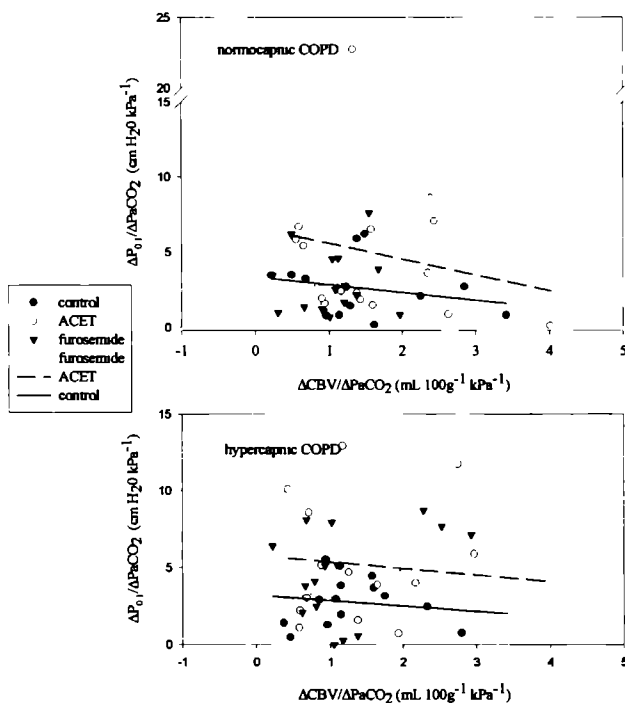 25
20
15
10
5
0
normocapnic COPD
ΔP0.1/ΔPaCO2 (cm H20 kPa-1)
-1 0 1 2 3 4 5
ΔCBV/ΔPaCO2 (mL 100g-1 kPa-1)
control
ACET
furosemide
furosemide
ACET
control
15
10
5
0
hypercapnic COPD
ΔP0.1/ΔPaCO2 (cm H20 kPa-1)
-1 0 1 2 3 4 5
ΔCBV/ΔPaCO2 (mL 100g-1 kPa-1)